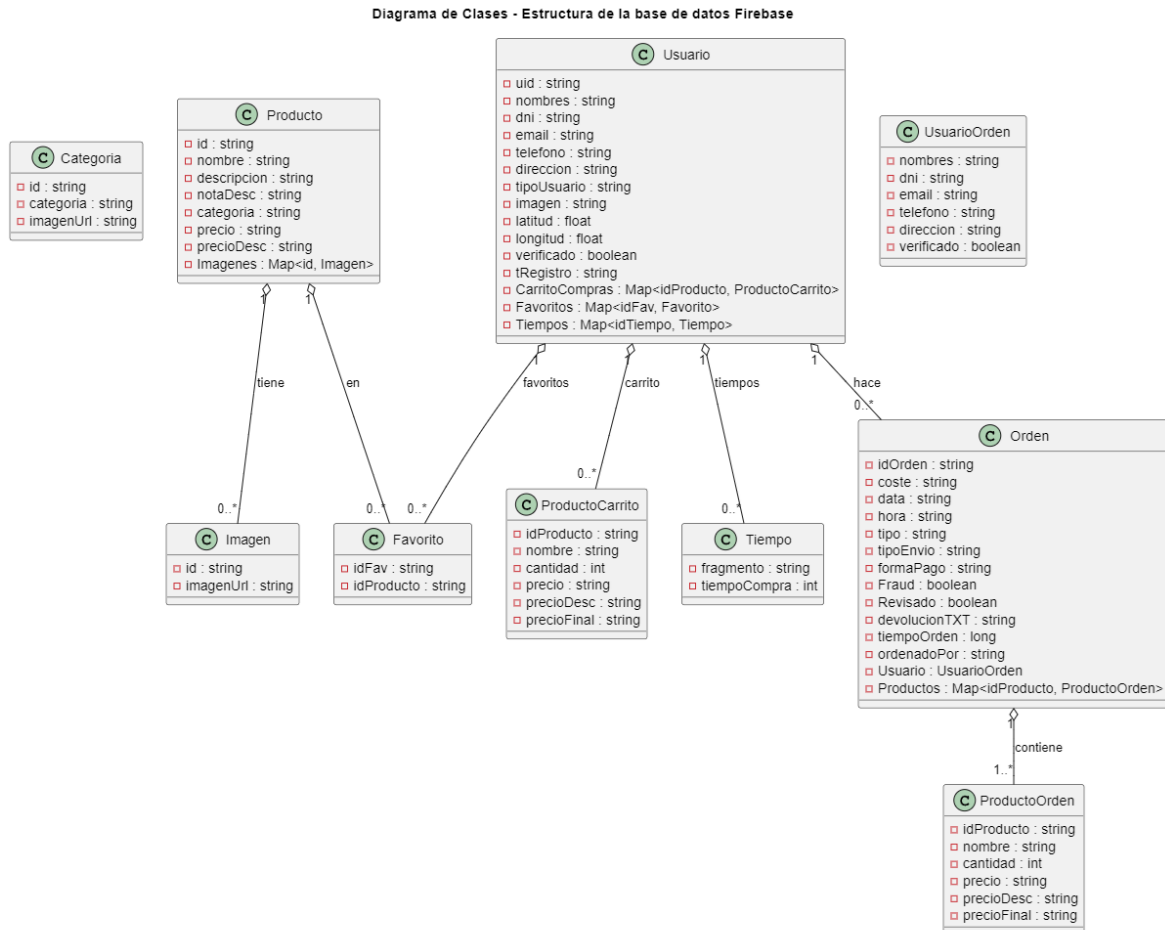 Diagrama de Clases - Estructura de la base de datos Firebase
C Categoria
id : string
categoria : string
imagenUrl : string
C Producto
id : string
nombre : string
descripcion : string
notaDesc : string
categoria : string
precio : string
precioDesc : string
Imagenes : Map<id, Imagen>
C Usuario
uid : string
nombres : string
dni : string
email : string
telefono : string
direccion : string
tipoUsuario : string
imagen : string
latitud : float
longitud : float
verificado : boolean
tRegistro : string
CarritoCompras : Map<idProducto, ProductoCarrito>
Favoritos : Map<idFav, Favorito>
Tiempos : Map<idTiempo, Tiempo>
C UsuarioOrden
nombres : string
dni : string
email : string
telefono : string
direccion : string
verificado : boolean
1
1
1
1
1
1
tiene
en
favoritos
carrito
tiempos
hace
0..*
0..*
0..*
0..*
0..*
0..*
C Imagen
id : string
imagenUrl : string
C Favorito
idFav : string
idProducto : string
C ProductoCarrito
idProducto : string
nombre : string
cantidad : int
precio : string
precioDesc : string
precioFinal : string
C Tiempo
fragmento : string
tiempoCompra : int
C Orden
idOrden : string
coste : string
data : string
hora : string
tipo : string
tipoEnvio : string
formaPago : string
Fraud : boolean
Revisado : boolean
devolucionTXT : string
tiempoOrden : long
ordenadoPor : string
Usuario : UsuarioOrden
Productos : Map<idProducto, ProductoOrden>
1
contiene
1..*
C ProductoOrden
idProducto : string
nombre : string
cantidad : int
precio : string
precioDesc : string
precioFinal : string